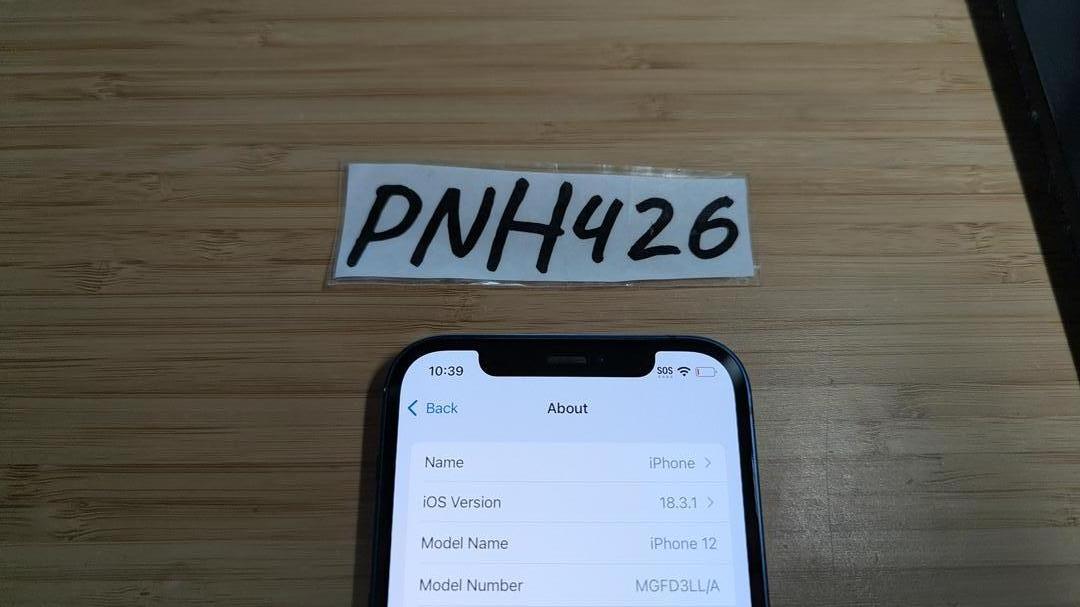 PNH426
10:39 SOS
Back About
Name iPhone
iOS Version 18.3.1
Model Name iPhone 12
Model Number MGFD3LL/A